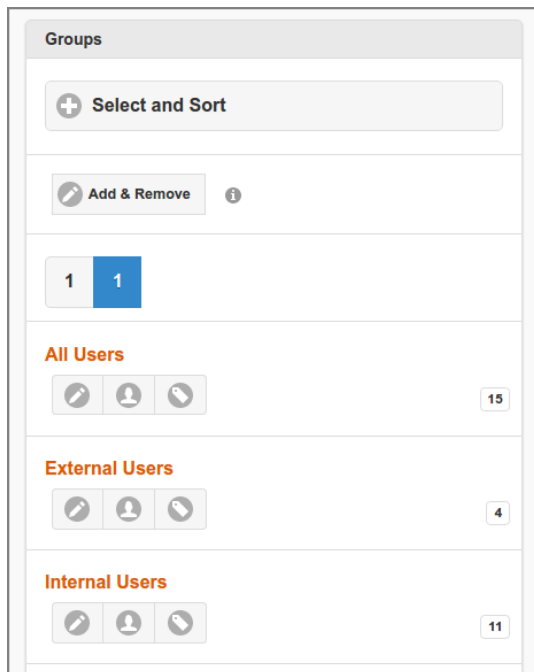 Groups
Select and Sort
Add & Remove
1 1
All Users
15
External Users
4
Internal Users
11